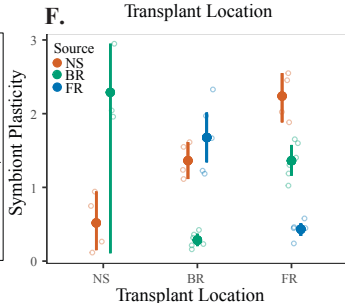 Transplant Location
F.
Source
NS
BR
FR
Symbiont Plasticity
3
2
1
0
NS BR FR
Transplant Location